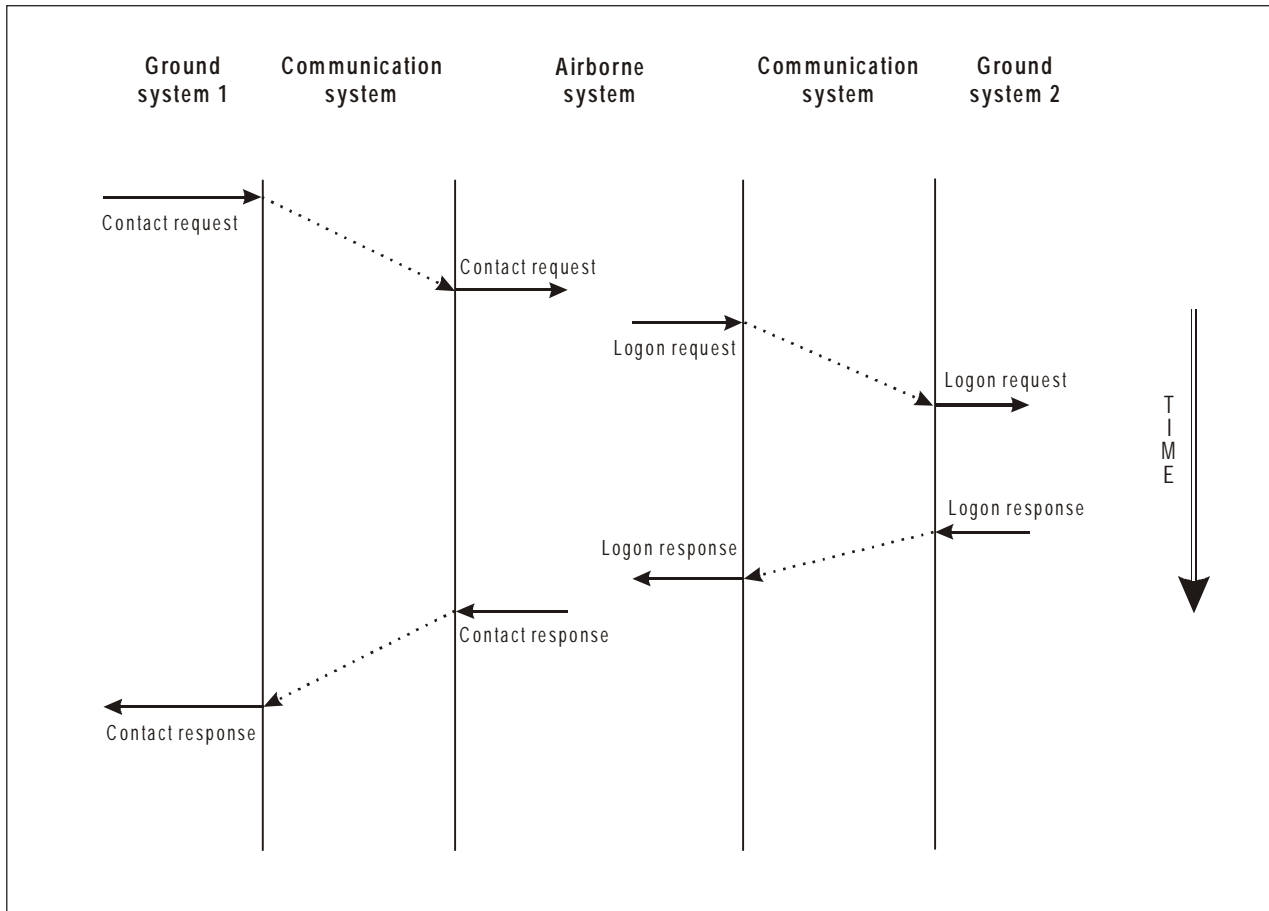 Ground
system 1
Communication
system
Airborne
system
Communication
system
Ground
system 2
Contact request
Contact request
Logon request
Logon request
TIME
Logon response
Logon response
Contact response
Contact response